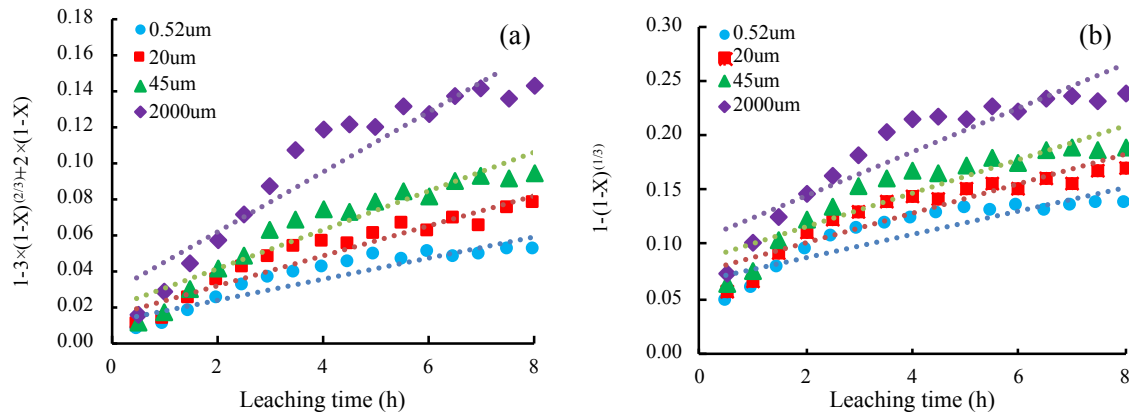 0.18
0.16
0.14
0.12
0.10
0.08
0.06
0.04
0.02
0.00
0
2
4
6
8
1-3×(1-X)^(2/3)+2×(1-X)
Leaching time (h)
(a)
0.52um
20um
45um
2000um
0.30
0.25
0.20
0.15
0.10
0.05
0.00
0
2
4
6
8
1-(1-X)^(1/3)
Leaching time (h)
(b)
0.52um
20um
45um
2000um